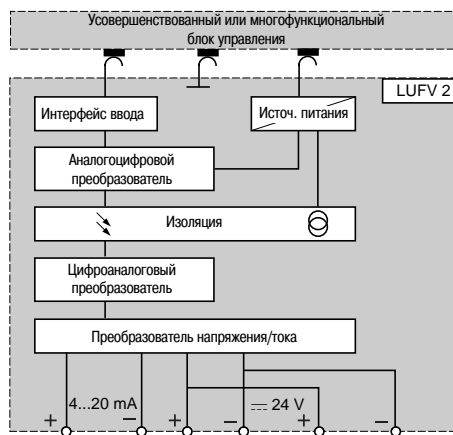 Усовершенствованный или многофункциональный
блок управления
LUFV 2
Интерфейс ввода
Источ. питания
Аналогоцифровой
преобразователь
Изоляция
Цифроаналоговый
преобразователь
Преобразователь напряжения/тока
4...20 mA
24 V
+ – + – + –